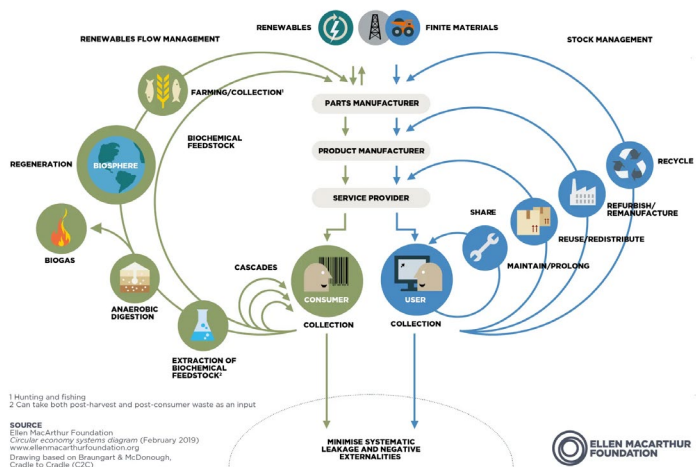 RENEWABLES
FINITE MATERIALS
RENEWABLES FLOW MANAGEMENT
STOCK MANAGEMENT
FARMING/COLLECTION¹
PARTS MANUFACTURER
BIOCHEMICAL
FEEDSTOCK
PRODUCT MANUFACTURER
REGENERATION
BIOSPHERE
RECYCLE
SERVICE PROVIDER
REFURBISH/
REMANUFACTURE
SHARE
REUSE/REDISTRIBUTE
BIOGAS
CASCADES
MAINTAIN/PROLONG
CONSUMER
USER
ANAEROBIC
DIGESTION
COLLECTION
COLLECTION
EXTRACTION OF
BIOCHEMICAL
FEEDSTOCK²
1 Hunting and fishing
2 Can take both post-harvest and post-consumer waste as an input
SOURCE
Ellen MacArthur Foundation
Circular economy systems diagram (February 2019)
www.ellenmacarthurfoundation.org
Drawing based on Braungart & McDonough,
Cradle to Cradle (C2C)
MINIMISE SYSTEMATIC
LEAKAGE AND NEGATIVE
EXTERNALITIES
ELLEN MACARTHUR
FOUNDATION